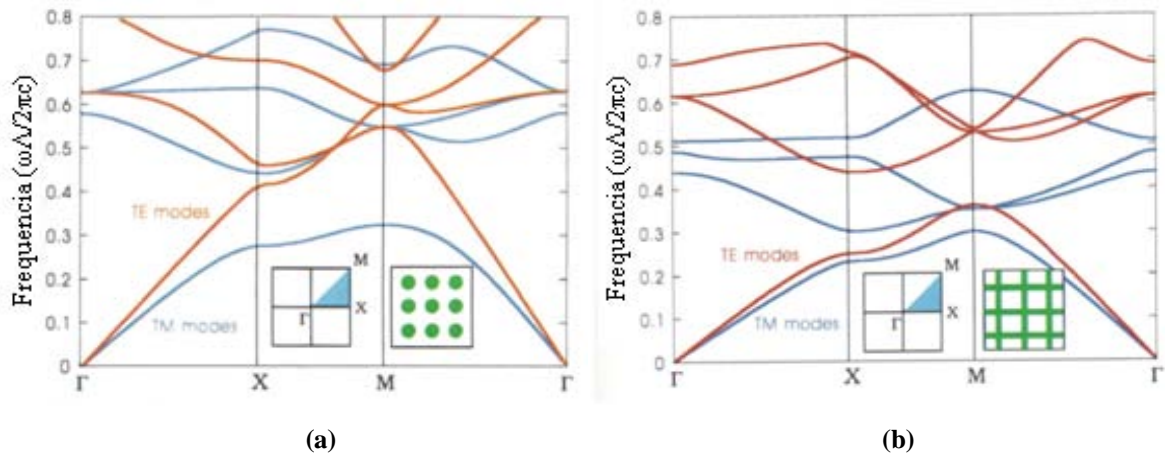 Frequencia (ωΛ/2πc)
0.8
0.7
0.6
0.5
0.4
0.3
0.2
0.1
0
TE modes
TM modes
M
X
Γ
Γ
X
M
Γ
(a)
Frequencia (ωΛ/2πc)
0.8
0.7
0.6
0.5
0.4
0.3
0.2
0.1
0
TE modes
TM modes
M
X
Γ
Γ
X
M
Γ
(b)